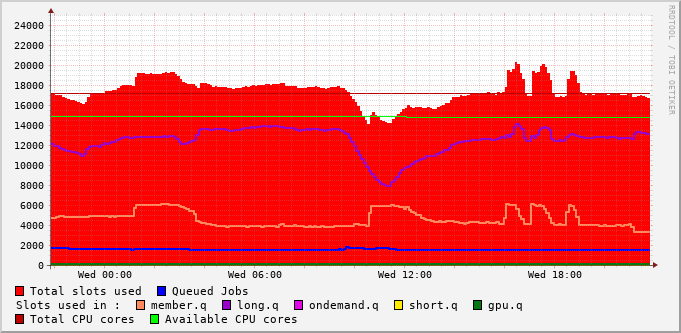 24000
22000
20000
18000
16000
14000
12000
10000
8000
6000
4000
2000
0
Wed 00:00 Wed 06:00 Wed 12:00 Wed 18:00
RRDTOOL / TOBI OETIKER
Total slots used Queued Jobs
Slots used in : member.q long.q ondemand.q short.q gpu.q
Total CPU cores Available CPU cores